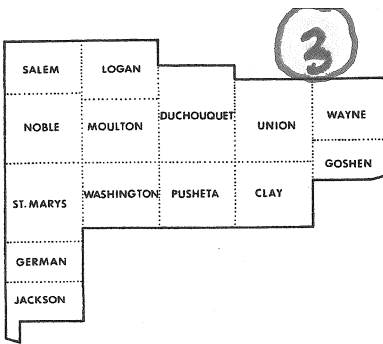 3
SALEM
LOGAN
DUCHOUQUET
WAYNE
NOBLE
MOULTON
UNION
GOSHEN
ST. MARYS
WASHINGTON
PUSHETA
CLAY
GERMAN
JACKSON